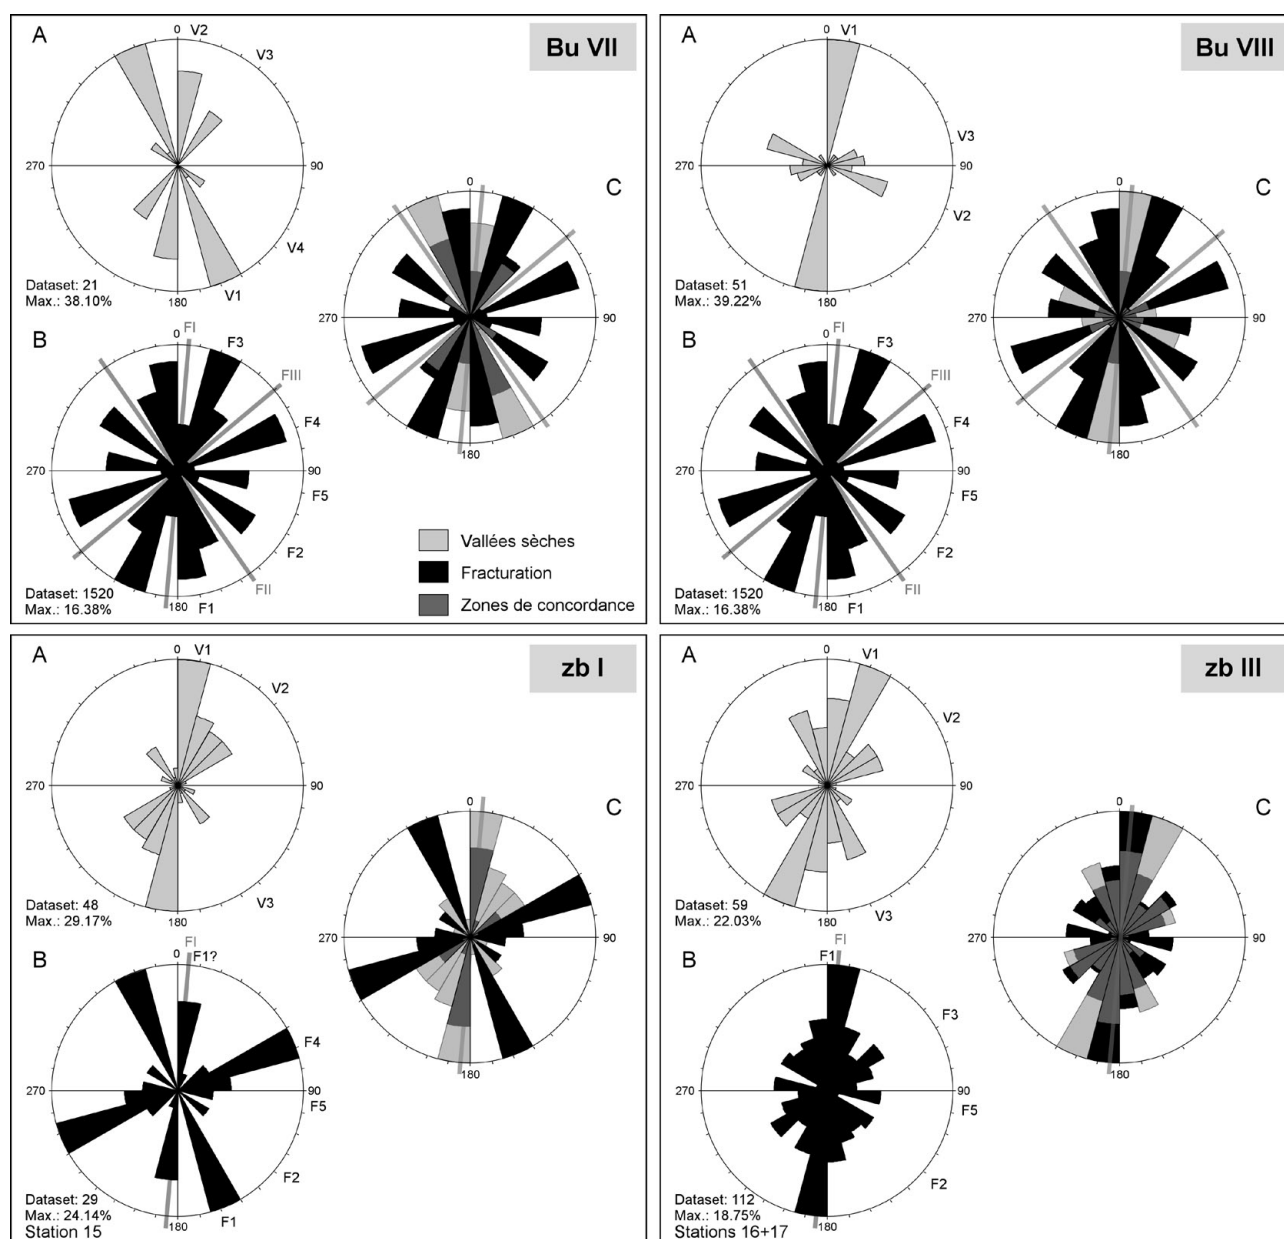 Bu VII
A
0
V2
V3
270
90
V4
V1
180
Dataset: 21
Max.: 38.10%
C
0
270
90
180
B
FI
0
F3
FIII
F4
270
90
F5
F2
FII
F1
180
Dataset: 1520
Max.: 16.38%
Vallées sèches
Fracturation
Zones de concordance
Bu VIII
A
0
V1
V3
270
90
V2
180
Dataset: 51
Max.: 39.22%
C
0
270
90
180
B
FI
0
F3
FIII
F4
270
90
F5
F2
FII
F1
180
Dataset: 1520
Max.: 16.38%
zb I
A
0
V1
V2
270
90
V3
180
Dataset: 48
Max.: 29.17%
C
0
270
90
180
B
FI
0
F1?
F4
270
90
F5
F2
F1
180
Dataset: 29
Max.: 24.14%
Station 15
zb III
A
0
V1
V2
270
90
V3
180
Dataset: 59
Max.: 22.03%
C
0
270
90
180
B
FI
F1
F3
270
90
F5
F2
180
Dataset: 112
Max.: 18.75%
Stations 16+17